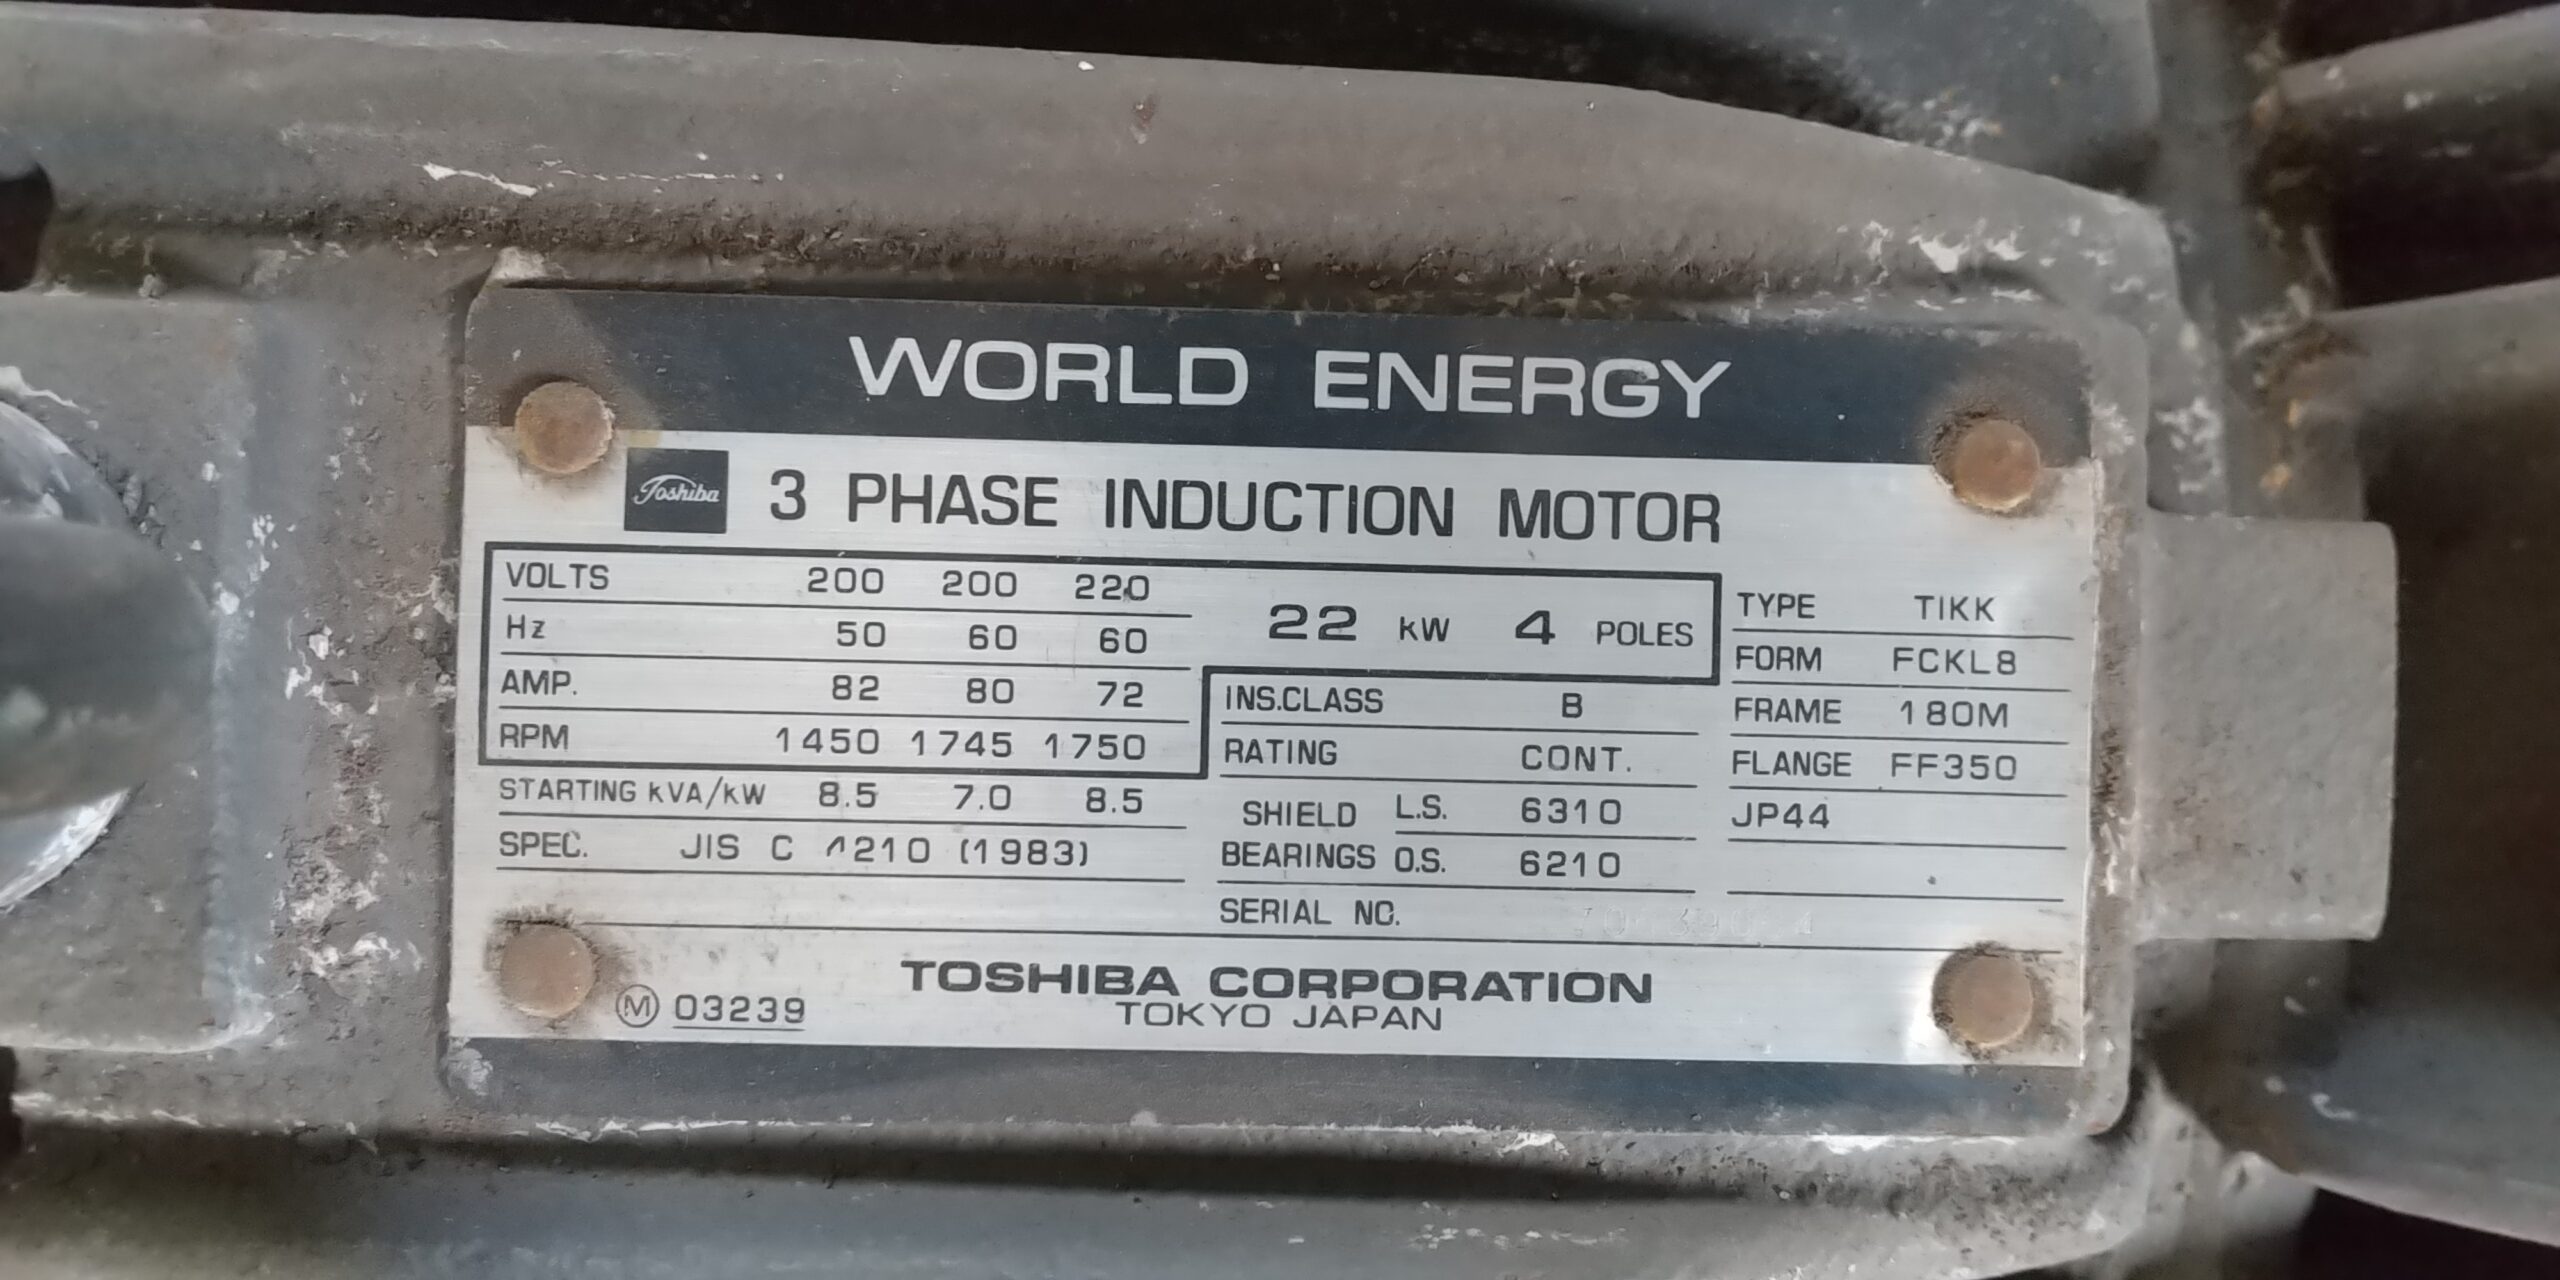 WORLD ENERGY
Toshiba 3 PHASE INDUCTION MOTOR
VOLTS 200 200 220
Hz 50 60 60
AMP. 82 80 72
RPM 1450 1745 1750
STARTING kVA/kW 8.5 7.0 8.5
SPEC. JIS C 4210 (1983)
22 kW 4 POLES
INS.CLASS B
RATING CONT.
SHIELD BEARINGS L.S. 6310
O.S. 6210
SERIAL NO.
TYPE TIKK
FORM FCKL8
FRAME 180M
FLANGE FF350
JP44
M 03239
TOSHIBA CORPORATION
TOKYO JAPAN